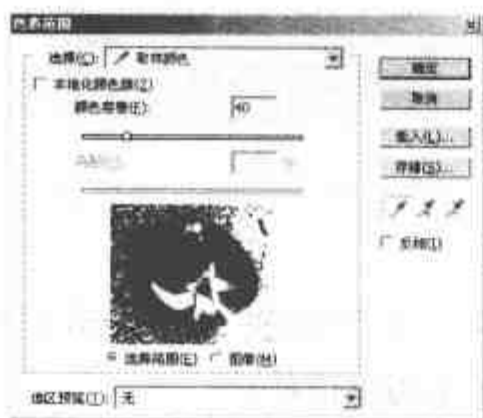 色彩范围
选择(C): 取样颜色
本地化颜色簇(Z)
颜色容差(F): 40
确定
取消
载入(L)...
存储(S)...
反相(I)
选择范围(E) 图像(M)
选区预览(T): 无